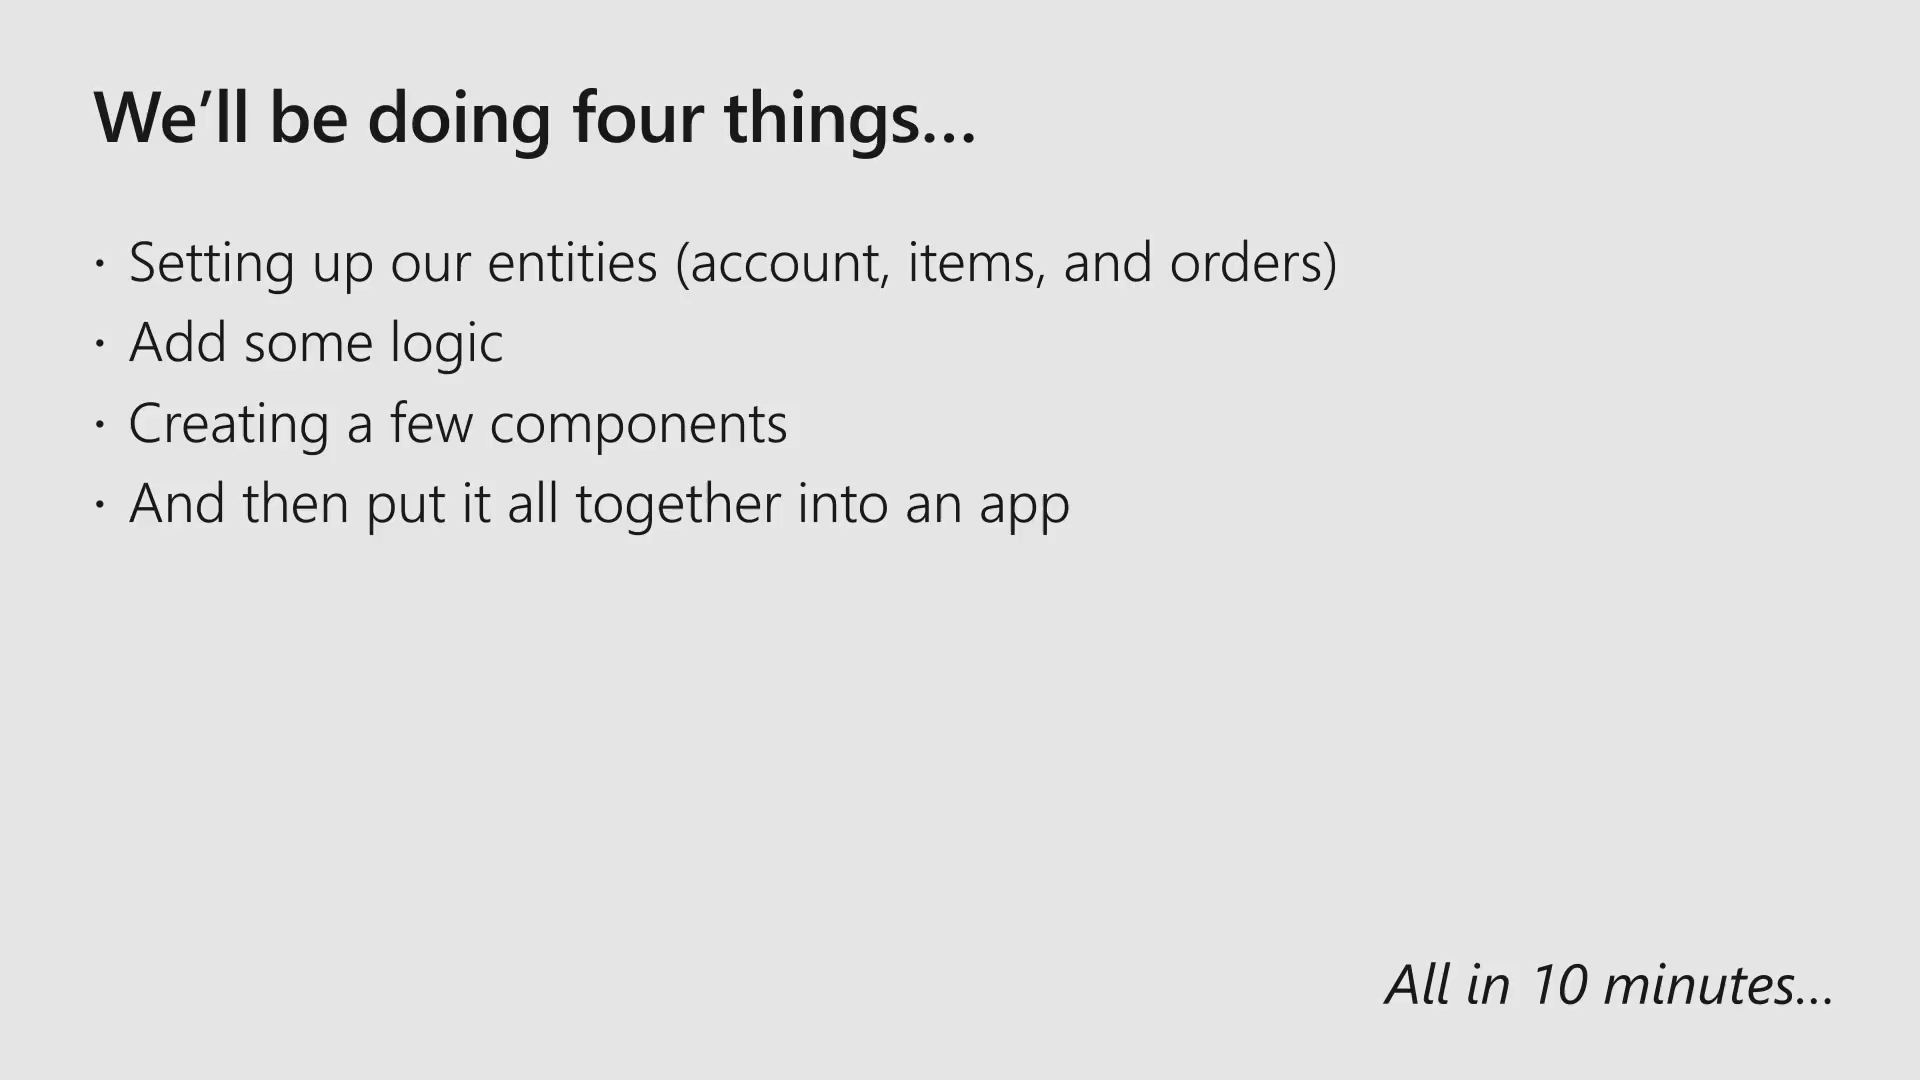 We’ll be doing four things...
· Setting up our entities (account, items, and orders)
· Add some logic
· Creating a few components
· And then put it all together into an app
All in 10 minutes...